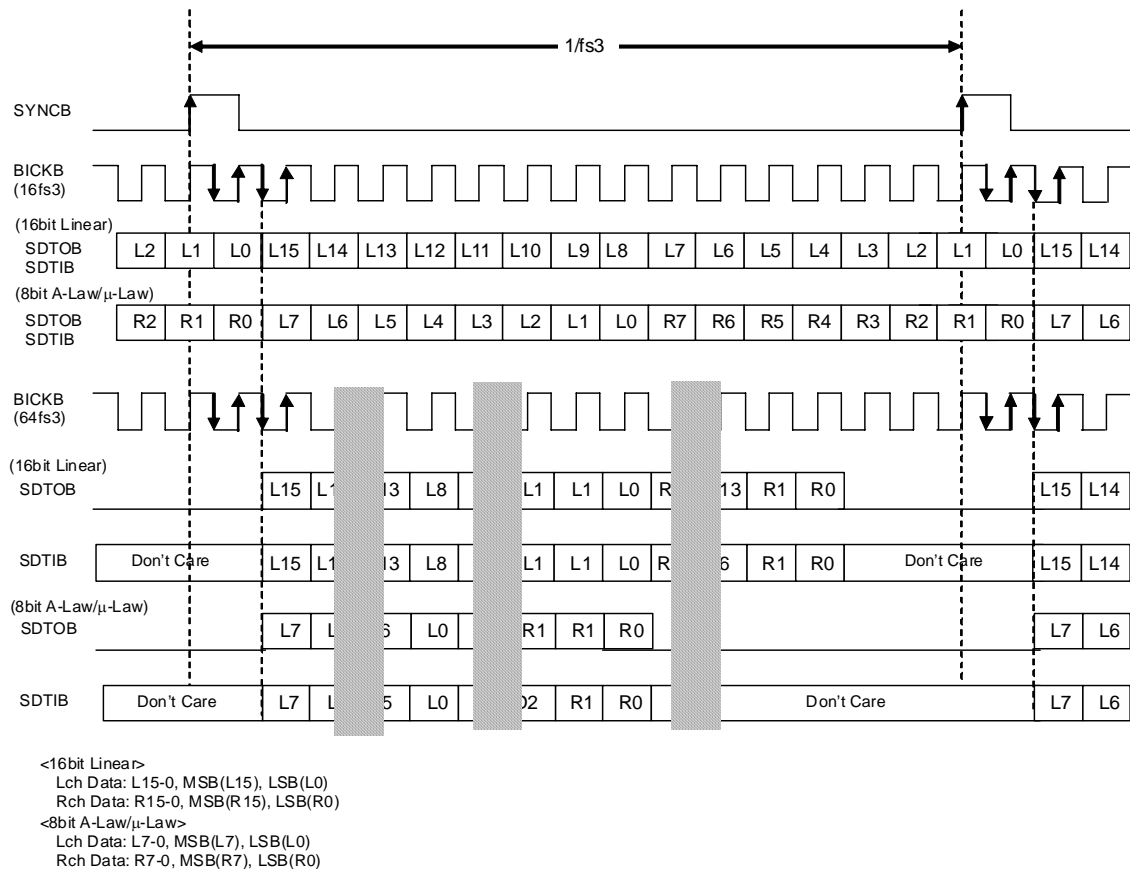 1/fs3
SYNCB
BICKB
(16fs3)
(16bit Linear)
SDTOB
SDTIB
L2 L1 L0 L15 L14 L13 L12 L11 L10 L9 L8 L7 L6 L5 L4 L3 L2 L1 L0 L15 L14
(8bit A-Law/μ-Law)
SDTOB
SDTIB
R2 R1 R0 L7 L6 L5 L4 L3 L2 L1 L0 R7 R6 R5 R4 R3 R2 R1 R0 L7 L6
BICKB
(64fs3)
(16bit Linear)
SDTOB L15 L8 L1 L1 L0 R1 R0 L15 L14
SDTIB Don't Care L15 L8 L1 L1 L0 R1 R0 Don't Care L15 L14
(8bit A-Law/μ-Law)
SDTOB L7 L0 R1 R1 R0 L7 L6
SDTIB Don't Care L7 L0 R1 R0 Don't Care L7 L6
<16bit Linear>
Lch Data: L15-0, MSB(L15), LSB(L0)
Rch Data: R15-0, MSB(R15), LSB(R0)
<8bit A-Law/μ-Law>
Lch Data: L7-0, MSB(L7), LSB(L0)
Rch Data: R7-0, MSB(R7), LSB(R0)